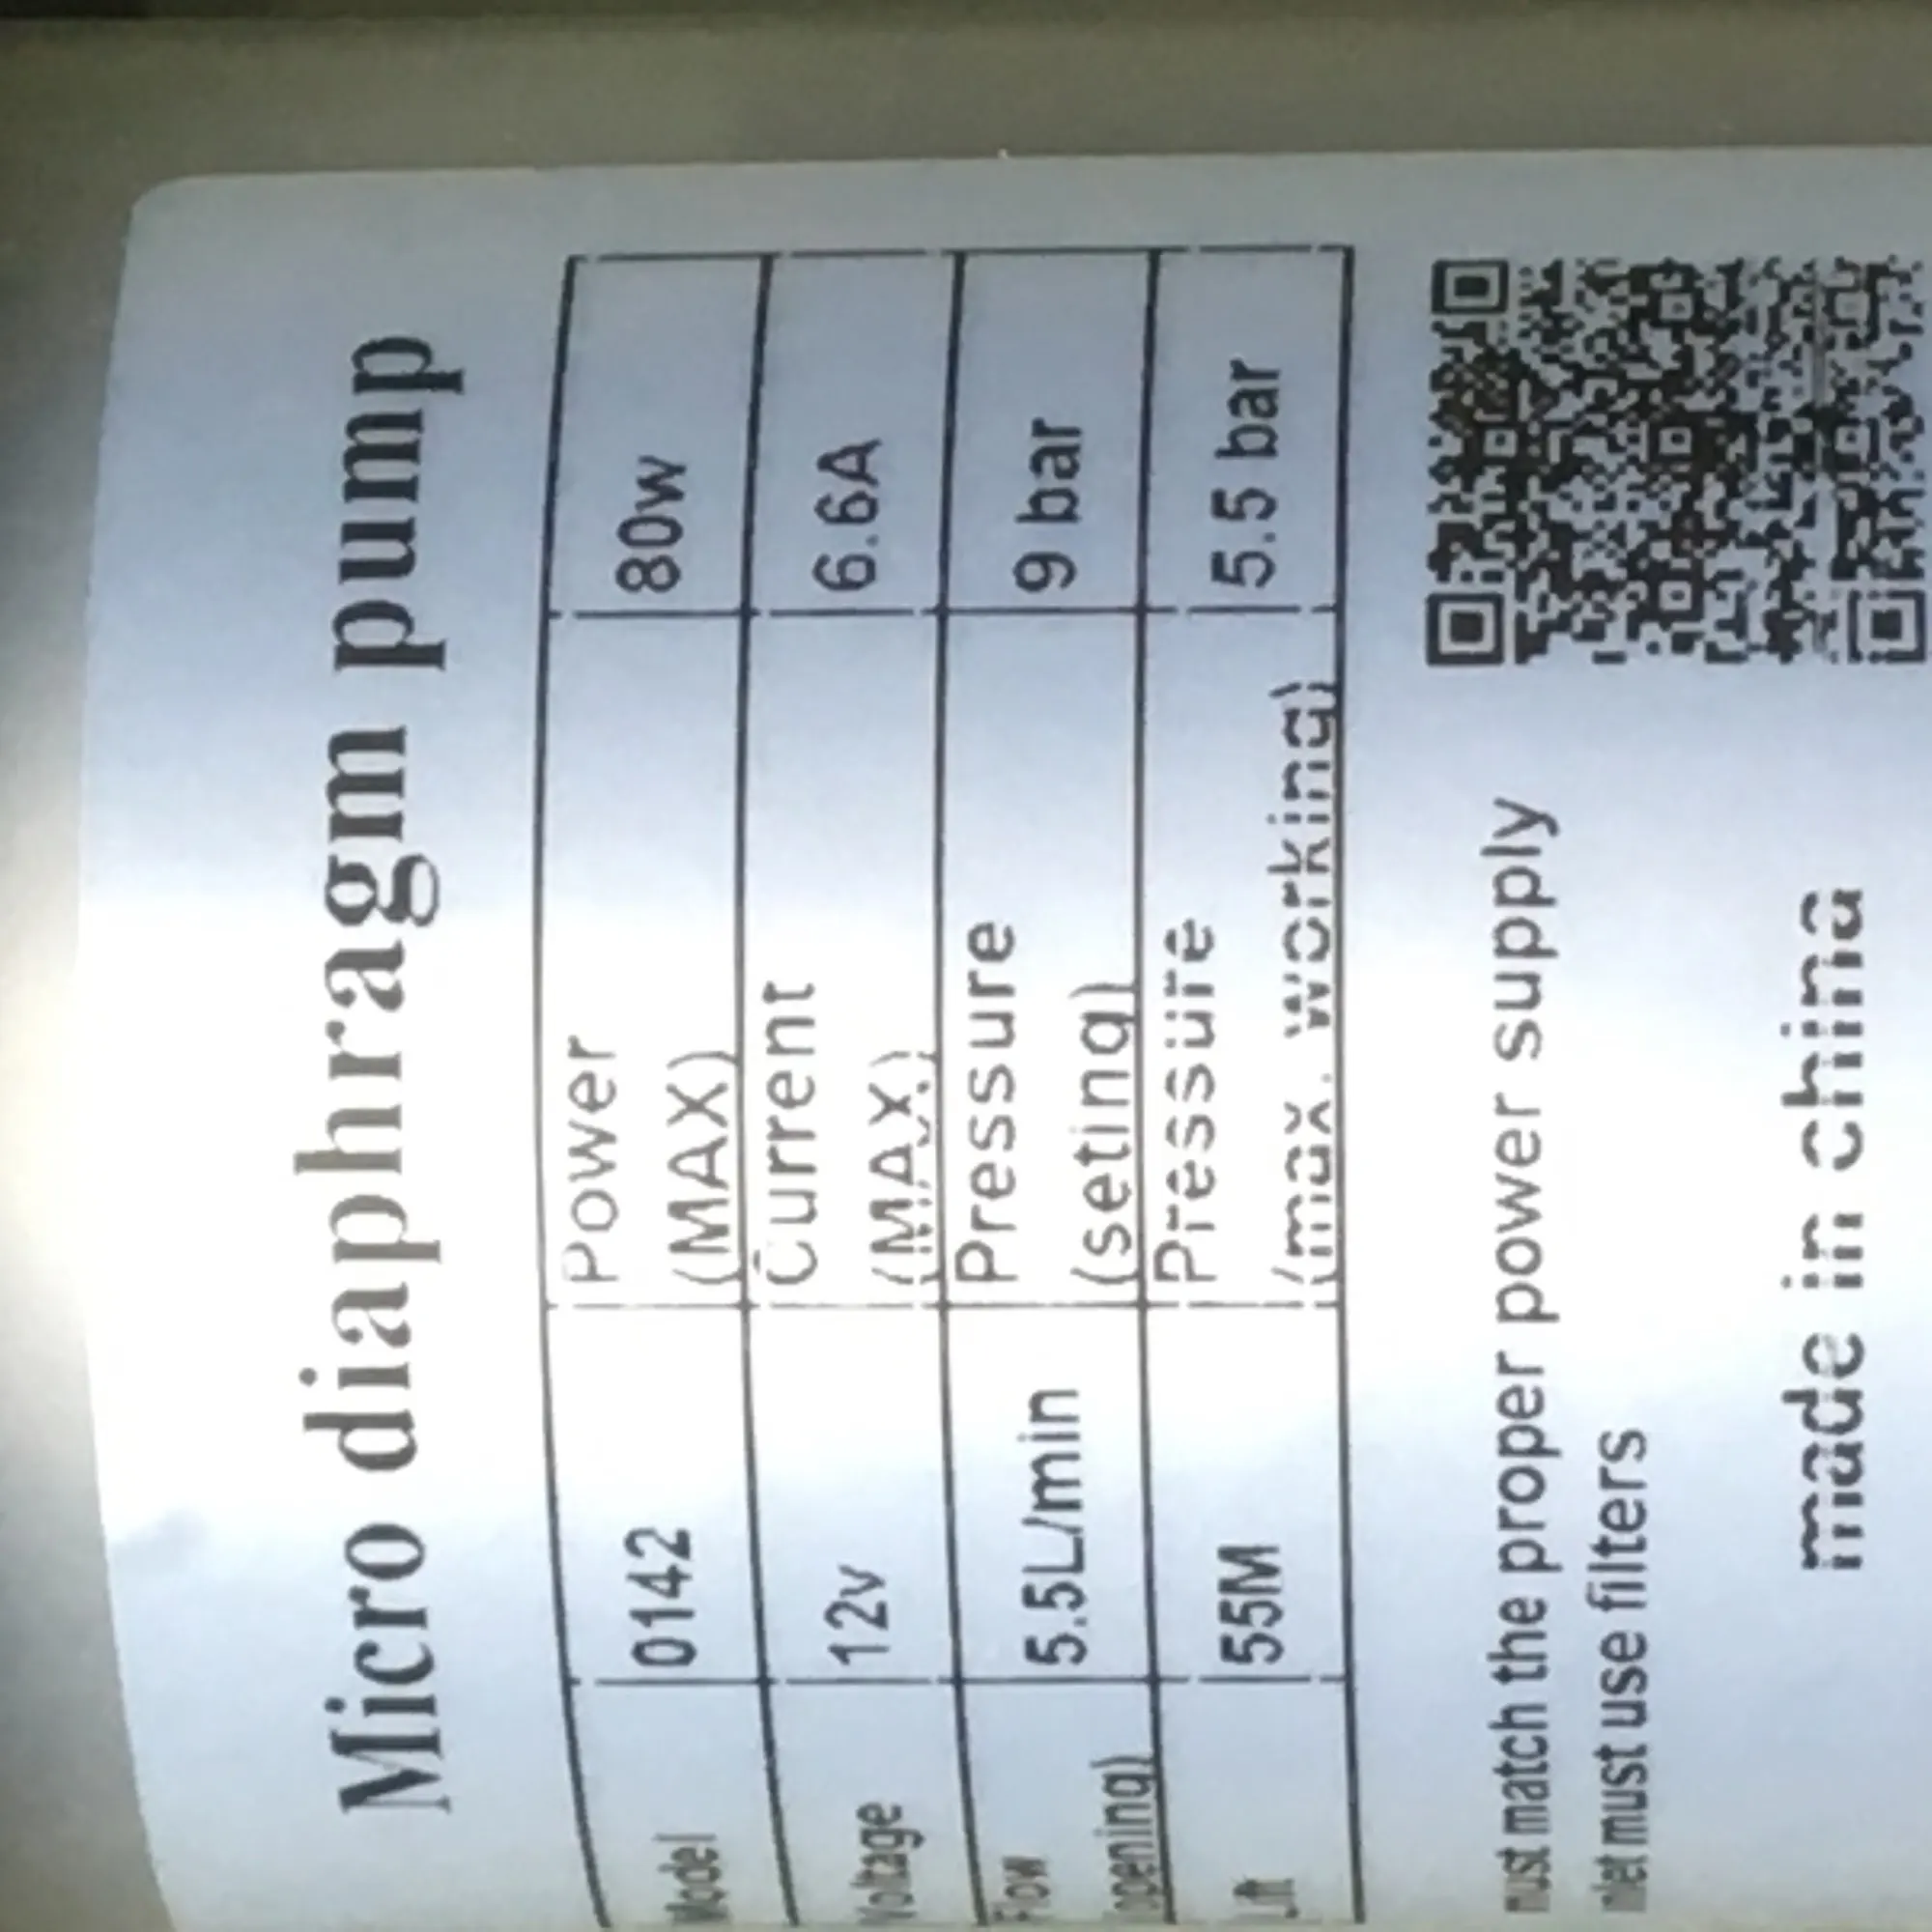 Micro diaphragm pump
Model 0142 Power (MAX) 80w
Voltage 12v Current (MAX) 6.6A
Flow (opening) 5.5L/min Pressure (seting) 9 bar
Lift 55M Pressure (max. working) 5.5 bar
must match the proper power supply
inlet must use filters
made in china